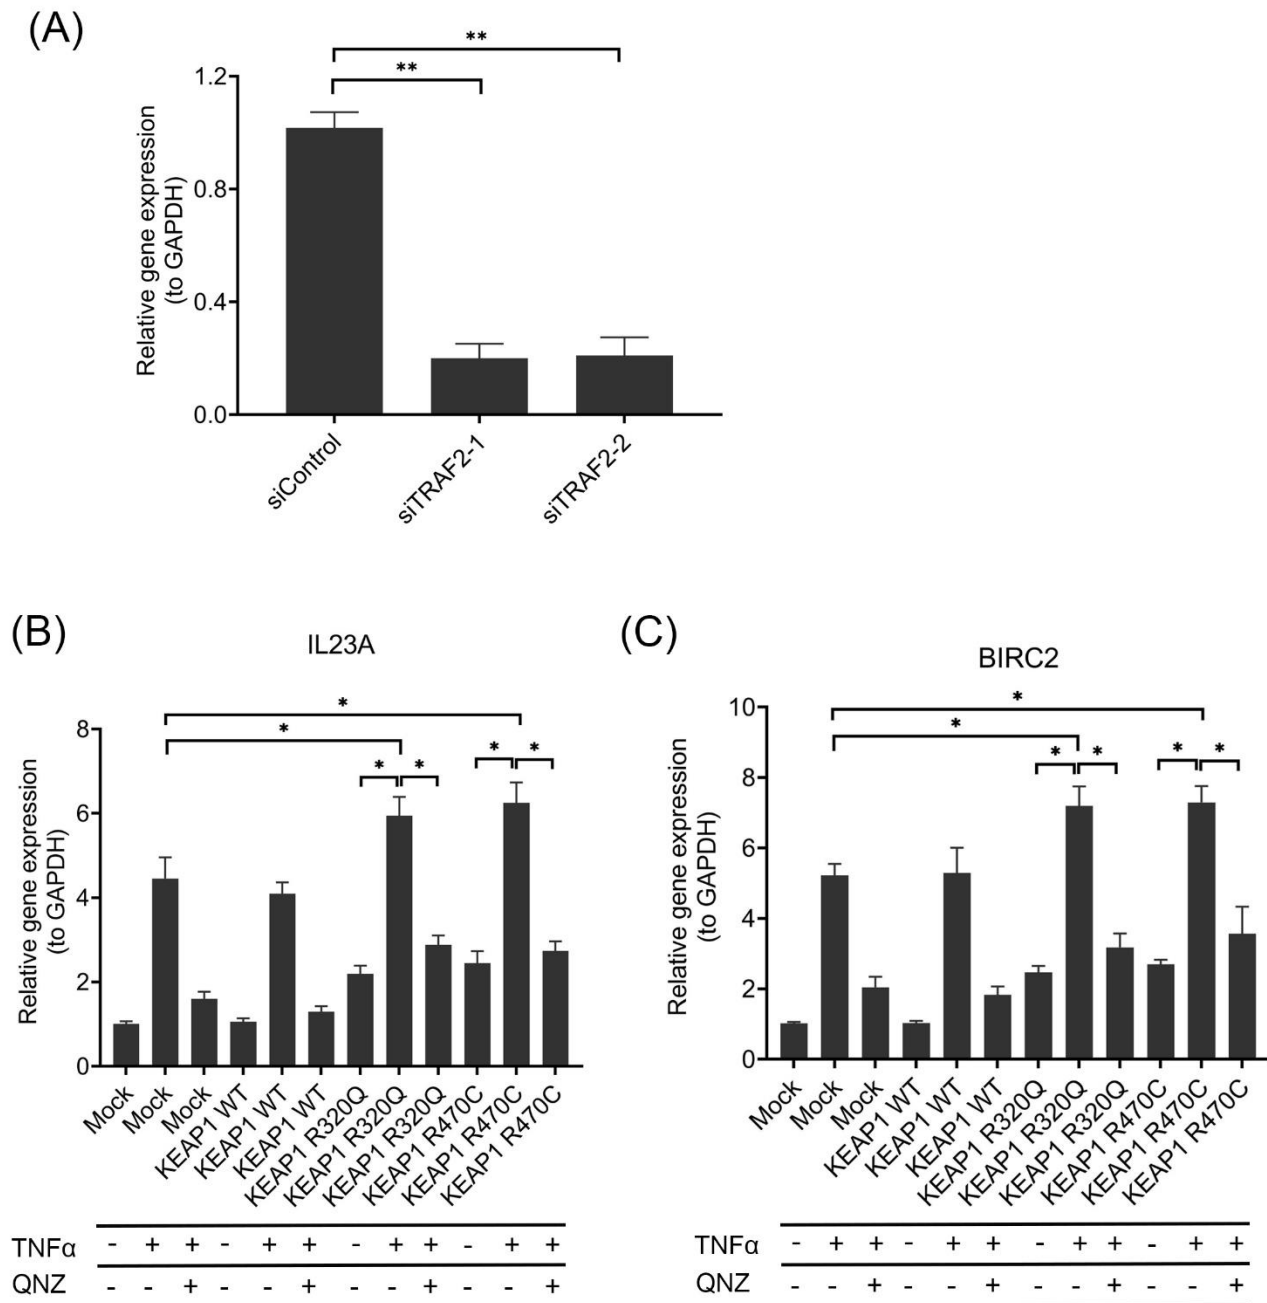 (A)
**
**
Relative gene expression
(to GAPDH)
1.2
0.8
0.4
0.0
siControl
siTRAF2-1
siTRAF2-2
(B)
IL23A
*
*
* * * *
Relative gene expression
(to GAPDH)
8
6
4
2
0
Mock
Mock
Mock
KEAP1 WT
KEAP1 WT
KEAP1 WT
KEAP1 R320Q
KEAP1 R320Q
KEAP1 R320Q
KEAP1 R470C
KEAP1 R470C
KEAP1 R470C
TNFα - + + - + + - + + - + +
QNZ - - + - - + - - + - - +
(C)
BIRC2
*
*
* * * *
Relative gene expression
(to GAPDH)
10
8
6
4
2
0
Mock
Mock
Mock
KEAP1 WT
KEAP1 WT
KEAP1 WT
KEAP1 R320Q
KEAP1 R320Q
KEAP1 R320Q
KEAP1 R470C
KEAP1 R470C
KEAP1 R470C
TNFα - + + - + + - + + - + +
QNZ - - + - - + - - + - - +